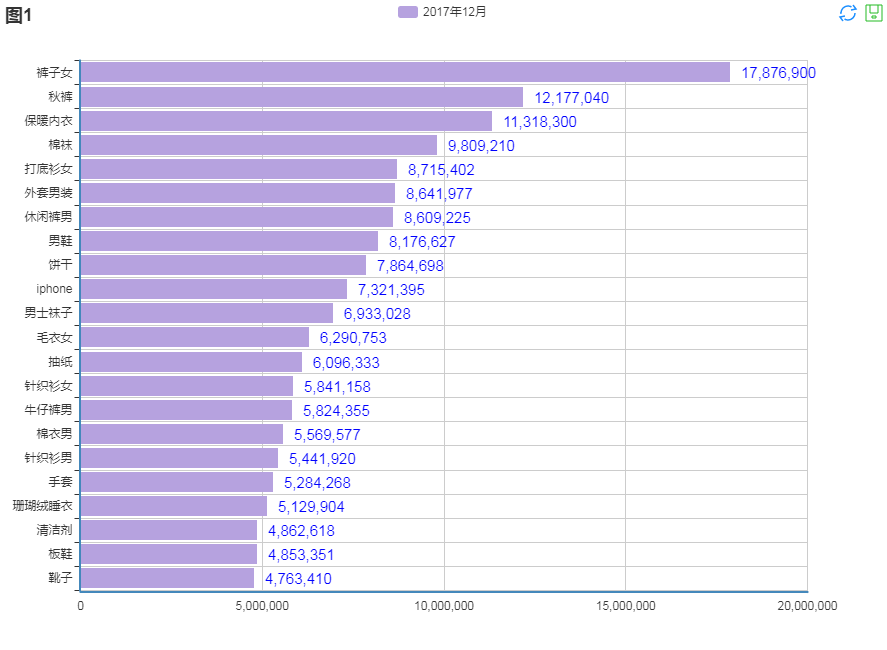 图1
2017年12月
裤子女 17,876,900
秋裤 12,177,040
保暖内衣 11,318,300
棉袜 9,809,210
打底衫女 8,715,402
外套男装 8,641,977
休闲裤男 8,609,225
男鞋 8,176,627
饼干 7,864,698
iphone 7,321,395
男士袜子 6,933,028
毛衣女 6,290,753
抽纸 6,096,333
针织衫女 5,841,158
牛仔裤男 5,824,355
棉衣男 5,569,577
针织衫男 5,441,920
手套 5,284,268
珊瑚绒睡衣 5,129,904
清洁剂 4,862,618
板鞋 4,853,351
靴子 4,763,410
0 5,000,000 10,000,000 15,000,000 20,000,000